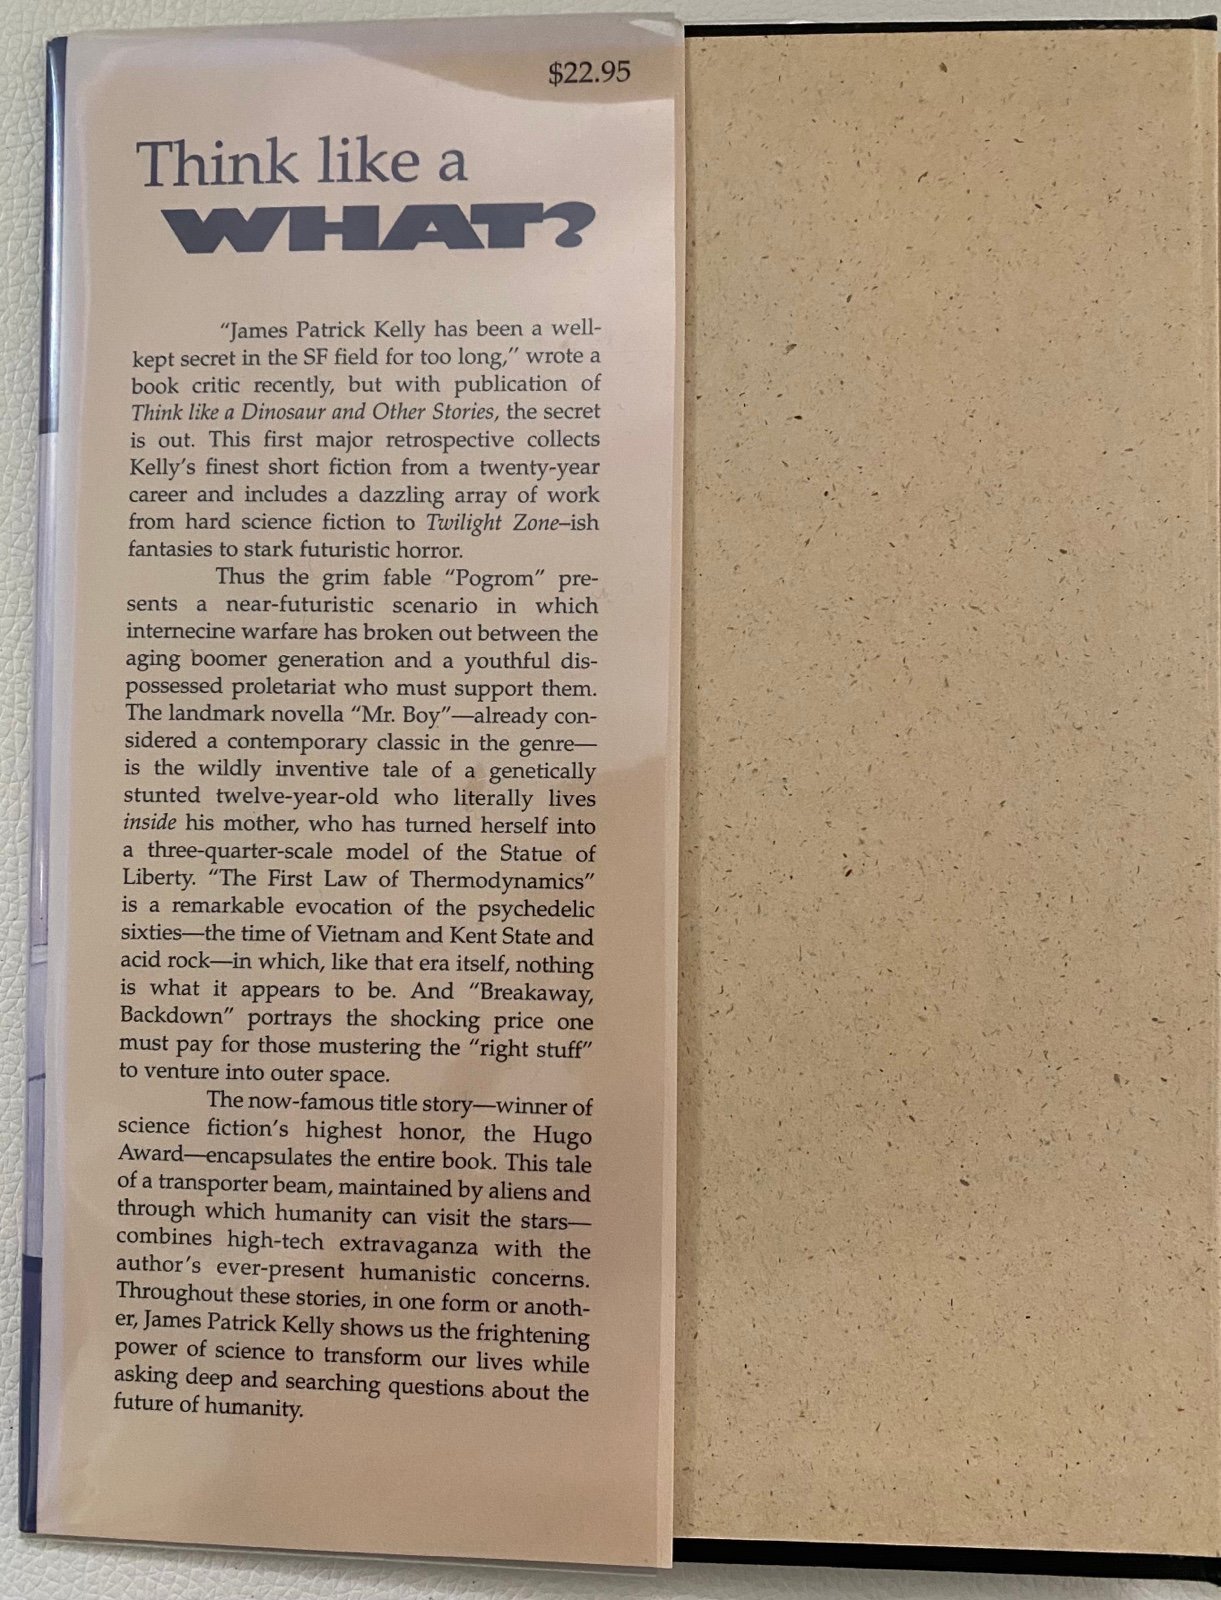 $22.95
Think like a
WHAT?
“James Patrick Kelly has been a well-
kept secret in the SF field for too long,” wrote a
book critic recently, but with publication of
Think like a Dinosaur and Other Stories, the secret
is out. This first major retrospective collects
Kelly’s finest short fiction from a twenty-year
career and includes a dazzling array of work
from hard science fiction to Twilight Zone–ish
fantasies to stark futuristic horror.
Thus the grim fable “Pogrom” pre-
sents a near-futuristic scenario in which
internecine warfare has broken out between the
aging boomer generation and a youthful dis-
possessed proletariat who must support them.
The landmark novella “Mr. Boy”—already con-
sidered a contemporary classic in the genre—
is the wildly inventive tale of a genetically
stunted twelve-year-old who literally lives
inside his mother, who has turned herself into
a three-quarter-scale model of the Statue of
Liberty. “The First Law of Thermodynamics”
is a remarkable evocation of the psychedelic
sixties—the time of Vietnam and Kent State and
acid rock—in which, like that era itself, nothing
is what it appears to be. And “Breakaway,
Backdown” portrays the shocking price one
must pay for those mustering the “right stuff”
to venture into outer space.
The now-famous title story—winner of
science fiction’s highest honor, the Hugo
Award—encapsulates the entire book. This tale
of a transporter beam, maintained by aliens and
through which humanity can visit the stars—
combines high-tech extravaganza with the
author’s ever-present humanistic concerns.
Throughout these stories, in one form or anoth-
er, James Patrick Kelly shows us the frightening
power of science to transform our lives while
asking deep and searching questions about the
future of humanity.